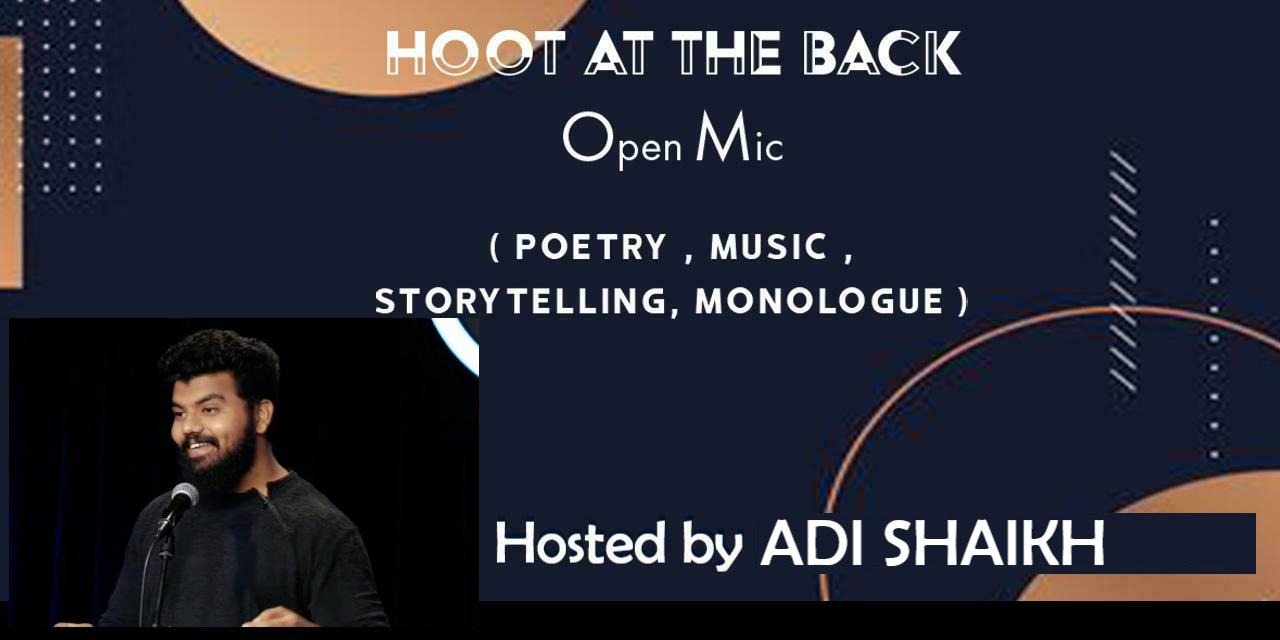 HOOT AT THE BACK
Open Mic
( POETRY , MUSIC ,
STORYTELLING, MONOLOGUE )
Hosted by ADI SHAIKH